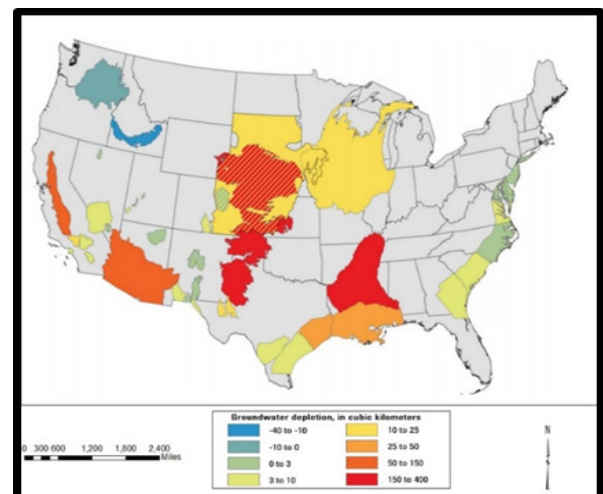 Groundwater depletion, in cubic kilometers
-40 to -10
-10 to 0
0 to 3
3 to 10
10 to 25
25 to 50
50 to 150
150 to 400
0 300 600 1,200 1,800 2,400
Miles
N